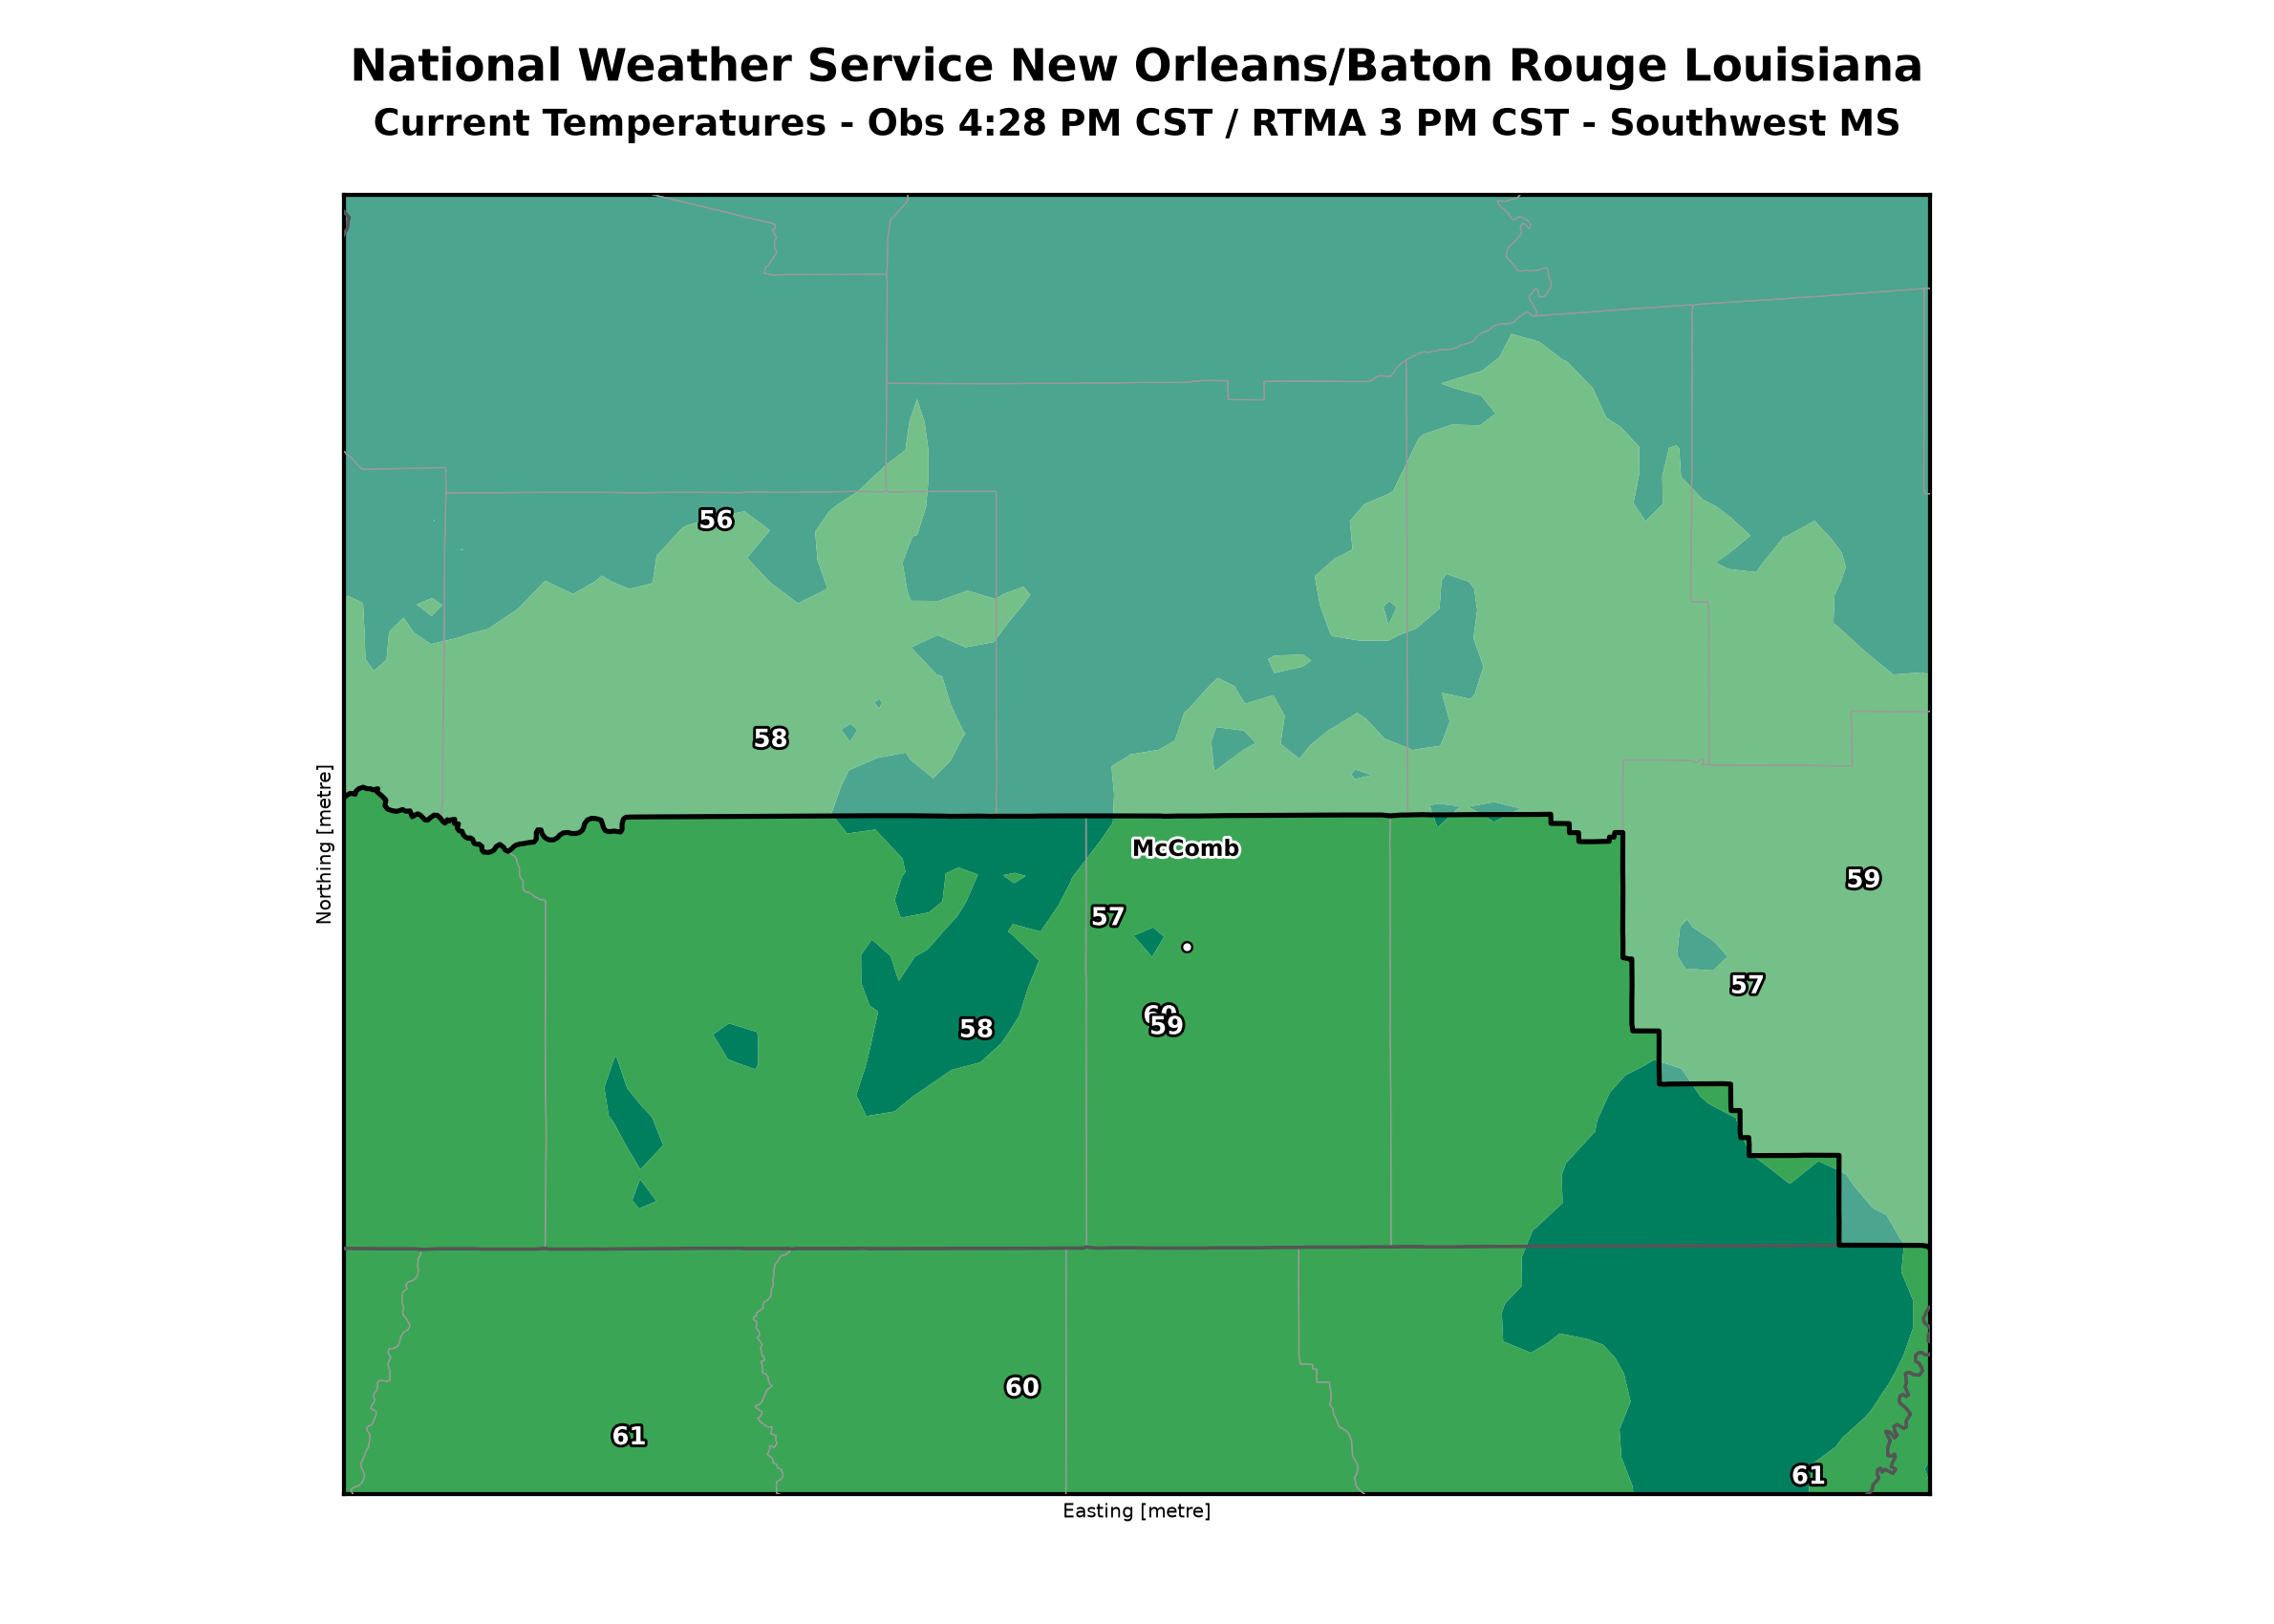 National Weather Service New Orleans/Baton Rouge Louisiana
Current Temperatures - Obs 4:28 PM CST / RTMA 3 PM CST - Southwest MS
56
58
McComb
59
57
57
59
58
60
61
61
Northing [metre]
Easting [metre]